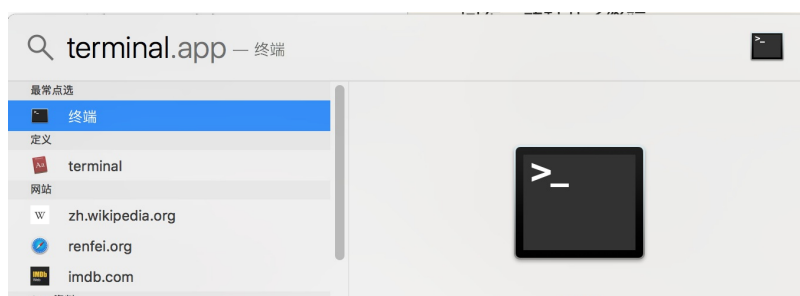 terminal.app — 终端
最常点选
终端
定义
terminal
网站
W zh.wikipedia.org
renfei.org
IMDb imdb.com
>_